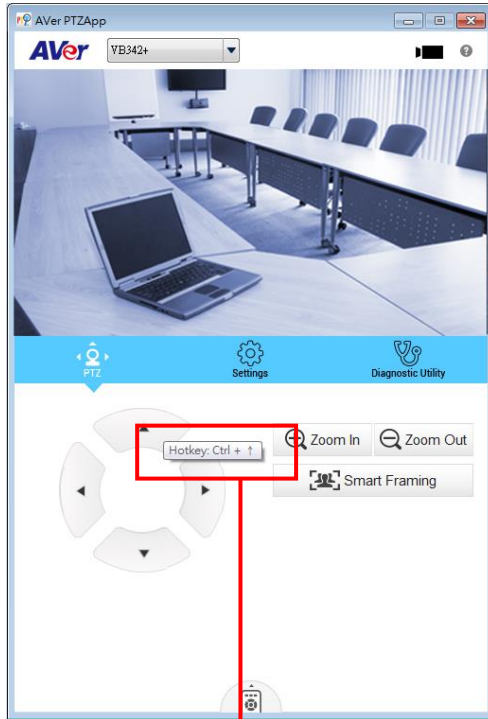 AVer PTZApp
AVer VB342+
PTZ Settings Diagnostic Utility
Hotkey: Ctrl + ↑
Zoom In Zoom Out
Smart Framing